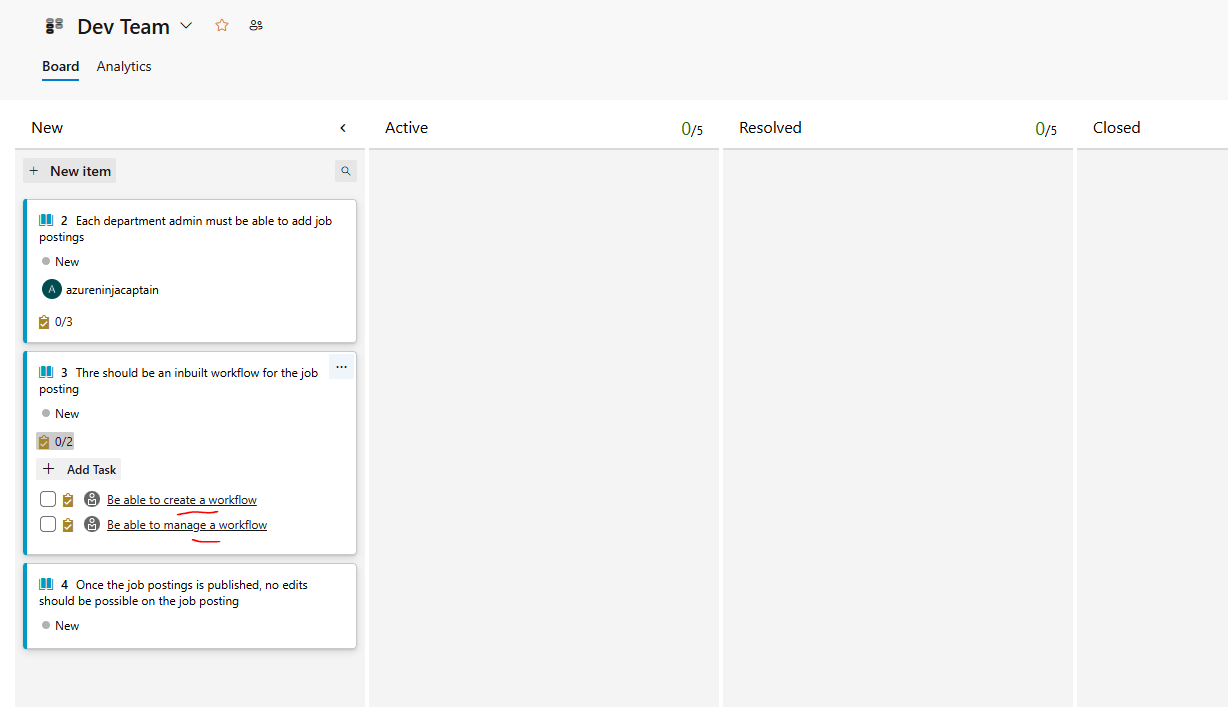 Dev Team
Board Analytics
New
Active 0/5
Resolved 0/5
Closed
+ New item
2 Each department admin must be able to add job
postings
New
A azureninjacaptain
0/3
3 Thre should be an inbuilt workflow for the job
posting
...
New
0/2
+ Add Task
Be able to create a workflow
Be able to manage a workflow
4 Once the job postings is published, no edits
should be possible on the job posting
New